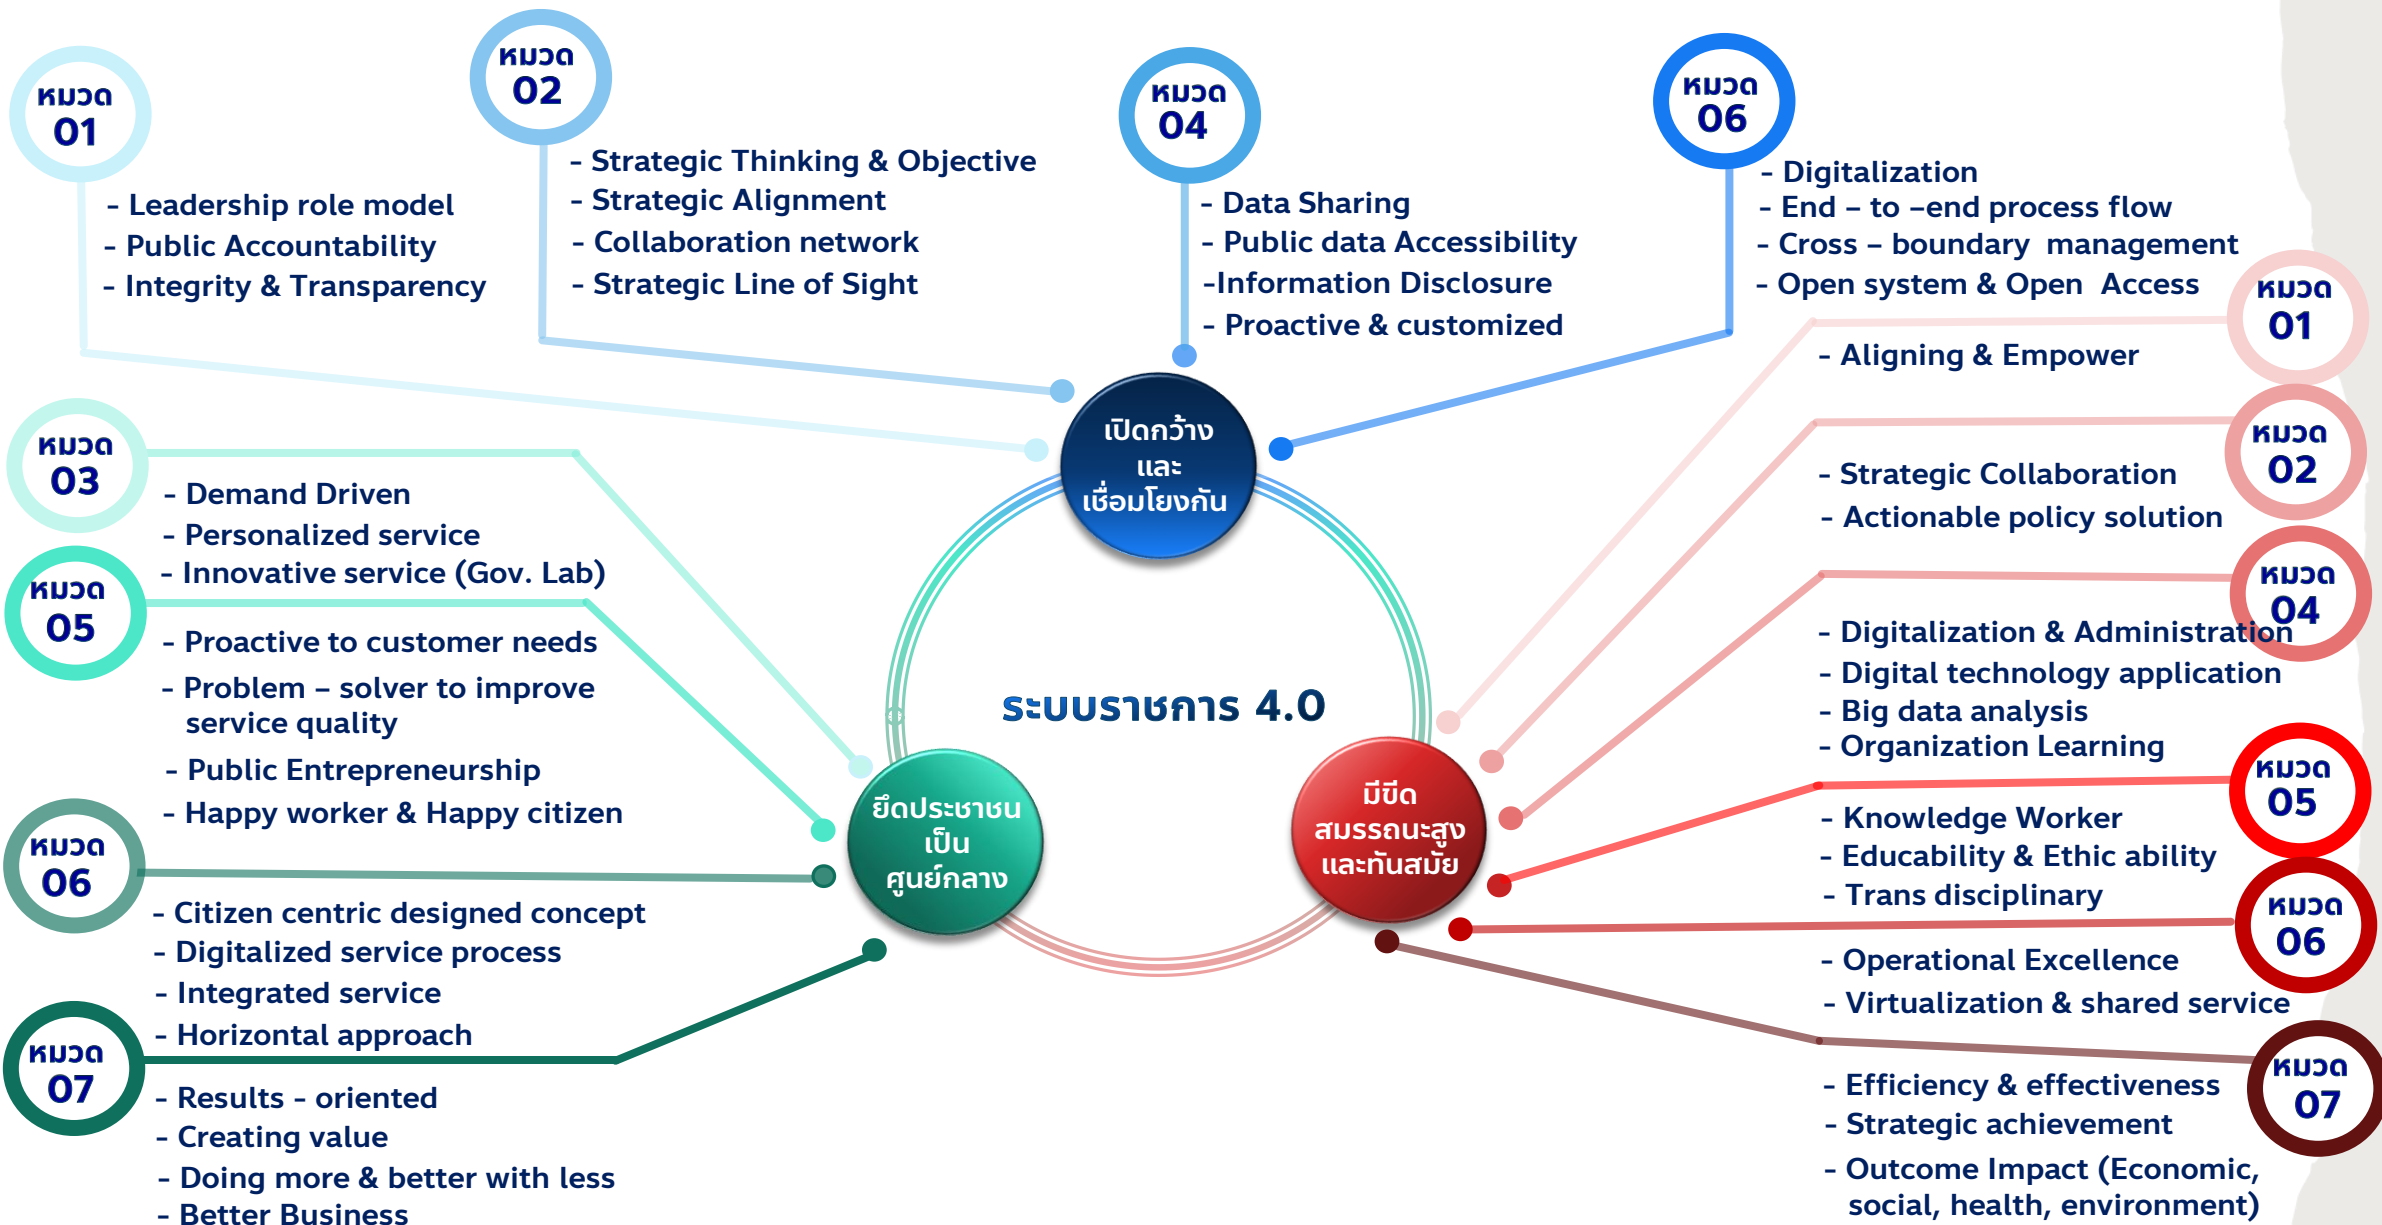 หมวด
01
- Leadership role model
- Public Accountability
- Integrity & Transparency
หมวด
02
- Strategic Thinking & Objective
- Strategic Alignment
- Collaboration network
- Strategic Line of Sight
หมวด
04
- Data Sharing
- Public data Accessibility
-Information Disclosure
- Proactive & customized
หมวด
06
- Digitalization
- End – to –end process flow
- Cross – boundary  management
- Open system & Open  Access
เปิดกว้าง
และ
เชื่อมโยงกัน
ระบบราชการ 4.0
หมวด
03
- Demand Driven
- Personalized service
- Innovative service (Gov. Lab)
หมวด
05
- Proactive to customer needs
- Problem – solver to improve
service quality
- Public Entrepreneurship
- Happy worker & Happy citizen
หมวด
06
- Citizen centric designed concept
- Digitalized service process
- Integrated service
- Horizontal approach
หมวด
07
- Results - oriented
- Creating value
- Doing more & better with less
- Better Business
ยึดประชาชน
เป็น
ศูนย์กลาง
มีขีด
สมรรถนะสูง
และทันสมัย
หมวด
01
- Aligning & Empower
หมวด
02
- Strategic Collaboration
- Actionable policy solution
หมวด
04
- Digitalization & Administration
- Digital technology application
- Big data analysis
- Organization Learning
หมวด
05
- Knowledge Worker
- Educability & Ethic ability
- Trans disciplinary
หมวด
06
- Operational Excellence
- Virtualization & shared service
หมวด
07
- Efficiency & effectiveness
- Strategic achievement
- Outcome Impact (Economic,
social, health, environment)